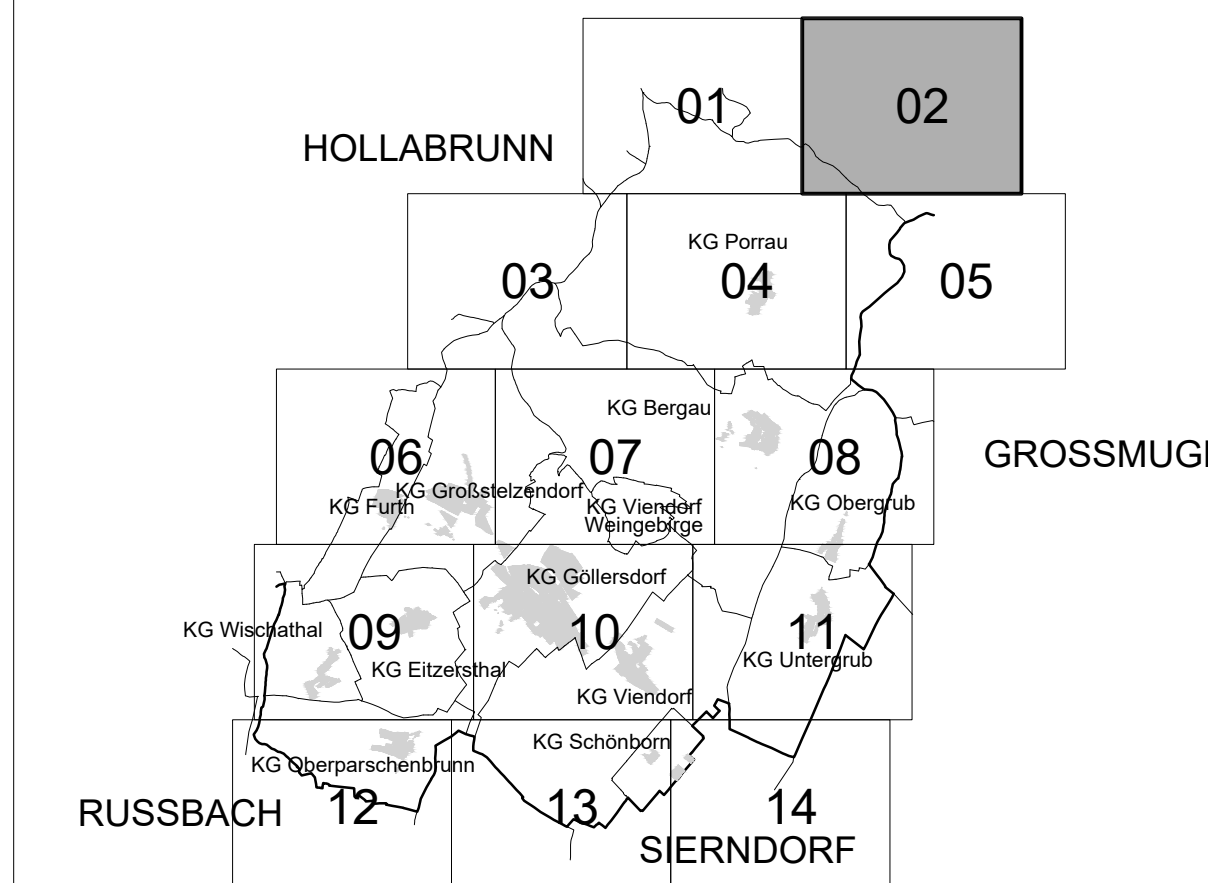 01
02
HOLLABRUNN
KG Porrau
03
04
05
KG Bergau
06
07
08
GROSSMUGL
KG Großstelzendorf
KG Furth
KG Viendorf
Weingebirge
KG Obergrub
KG Göllersdorf
KG Wischathal
09
10
11
KG Eitzersthal
KG Untergrub
KG Viendorf
KG Schönborn
KG Oberparschenbrunn
RUSSBACH
12
13
14
SIERNDORF